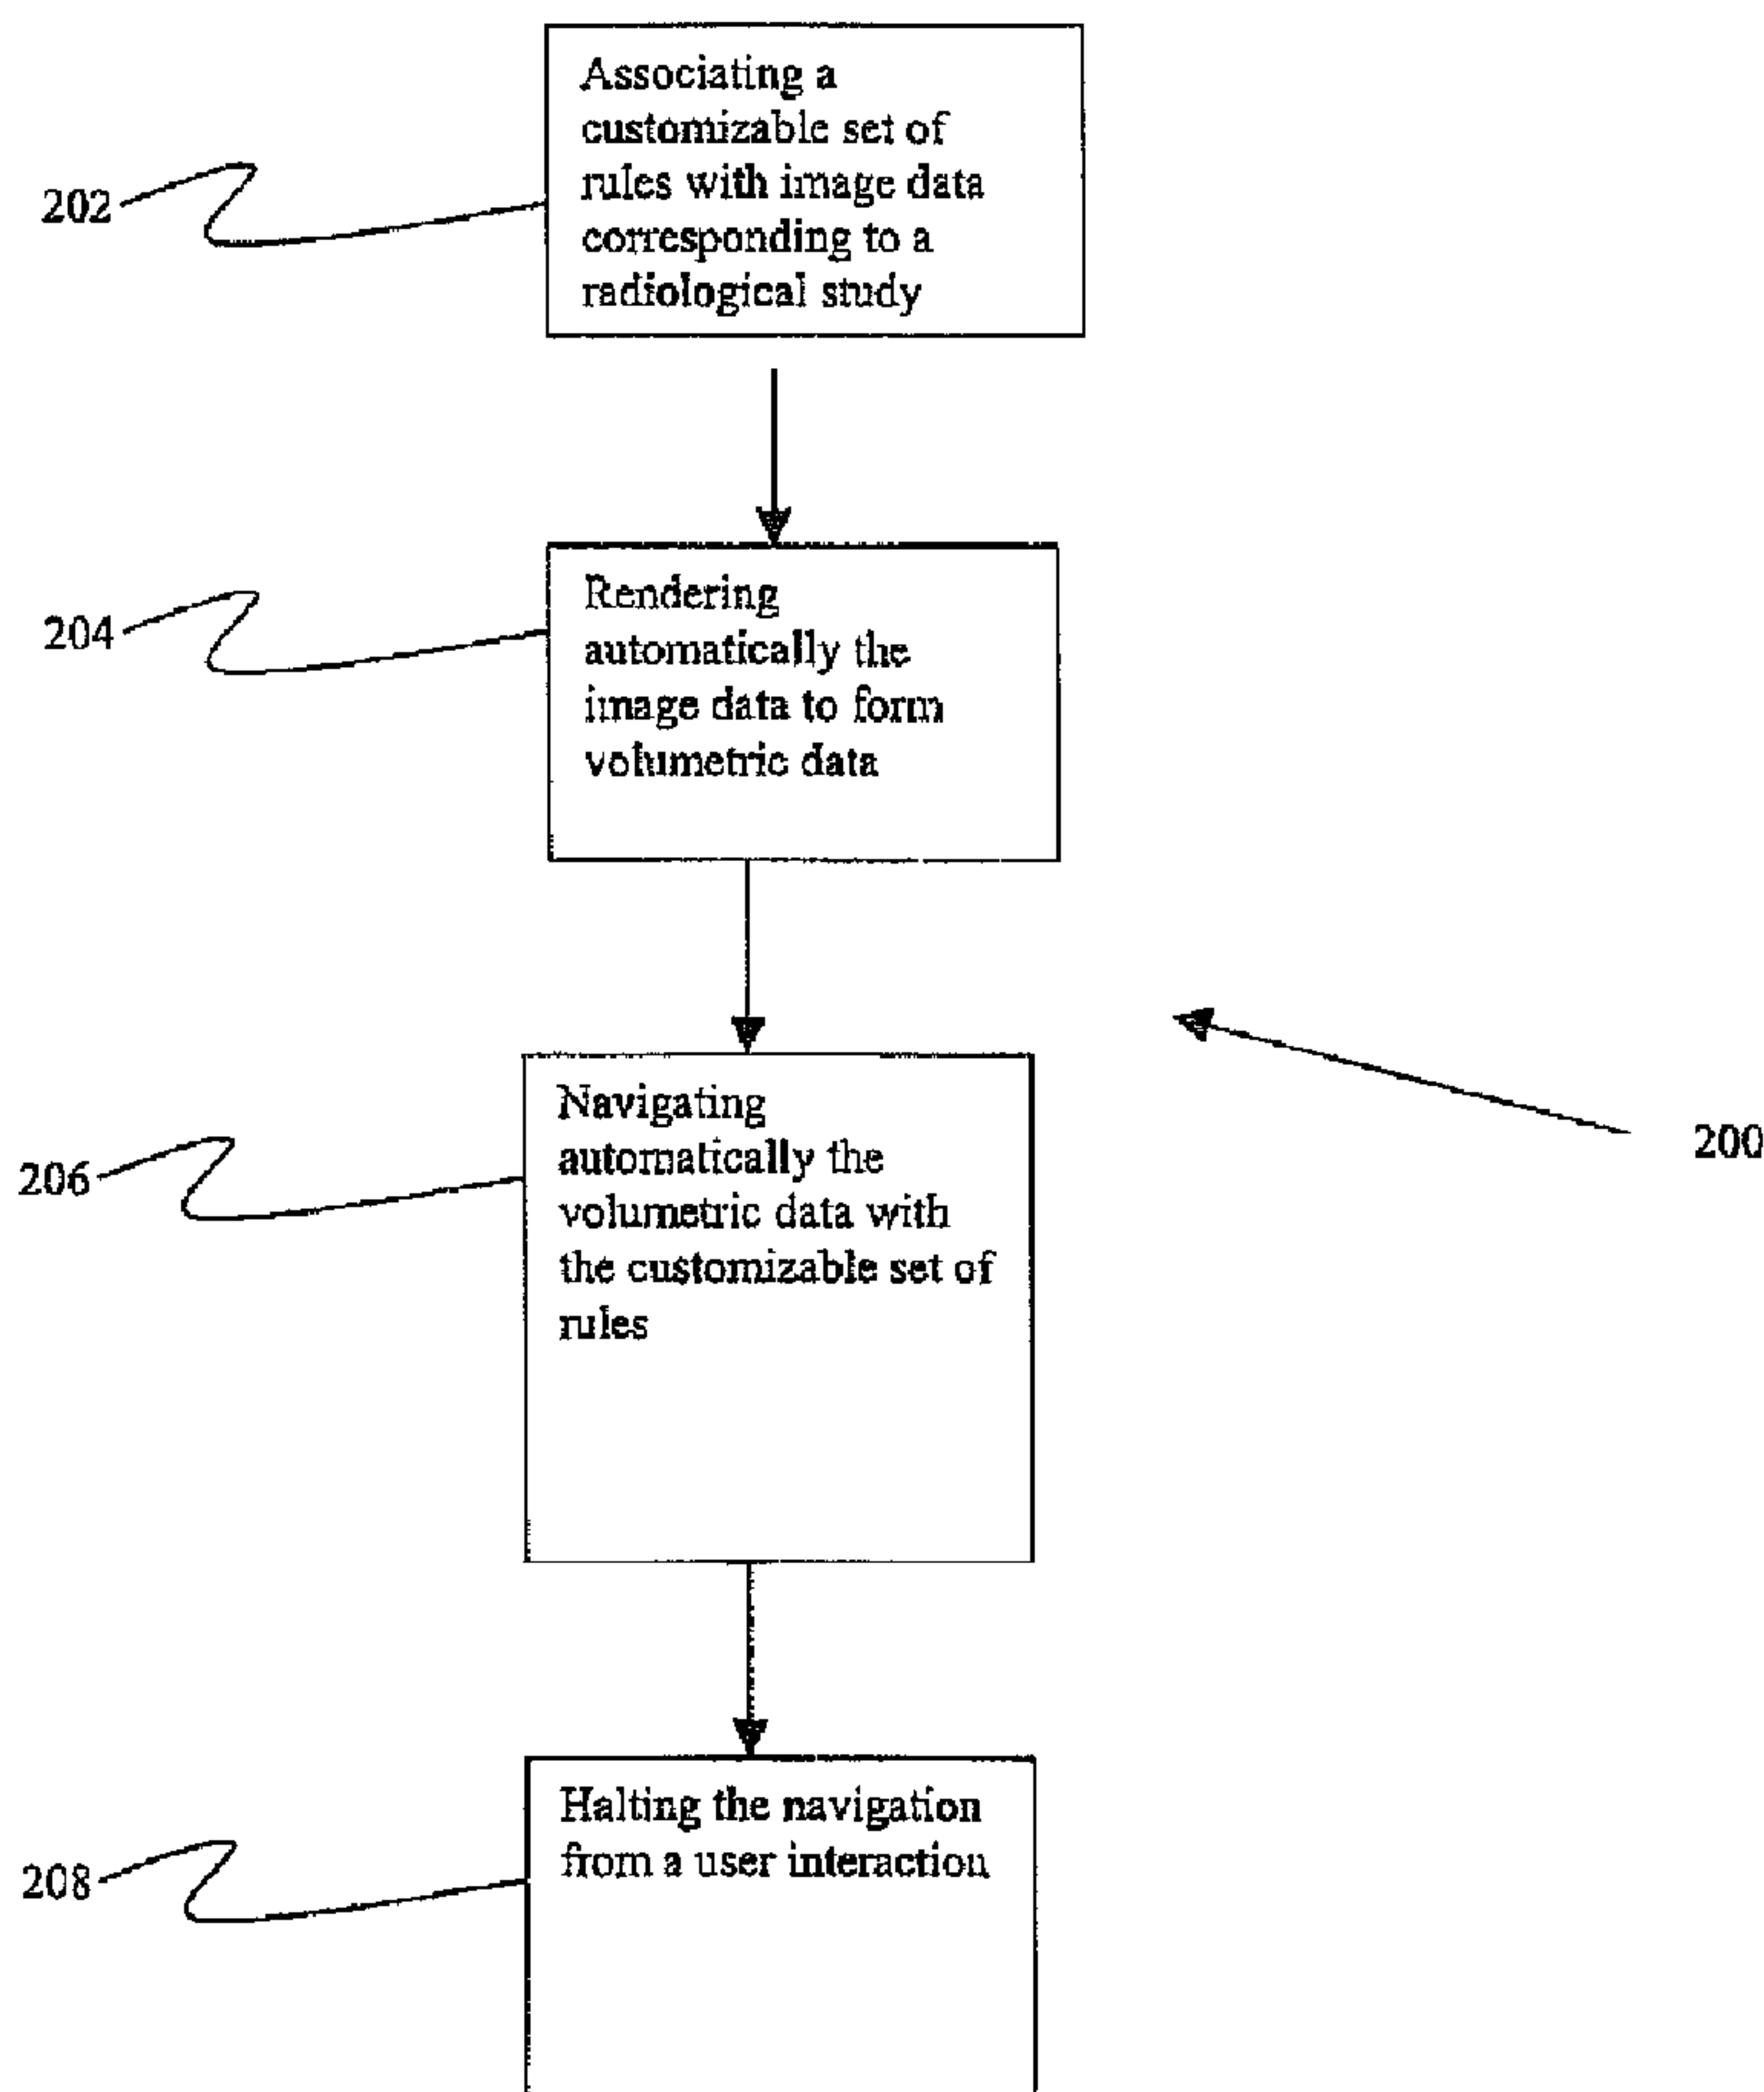 Associating a
customizable set of
rules with image data
corresponding to a
radiological study
202
Rendering
automatically the
image data to form
volumetric data
204
Navigating
automatically the
volumetric data with
the customizable set of
rules
206
200
Halting the navigation
from a user interaction
208